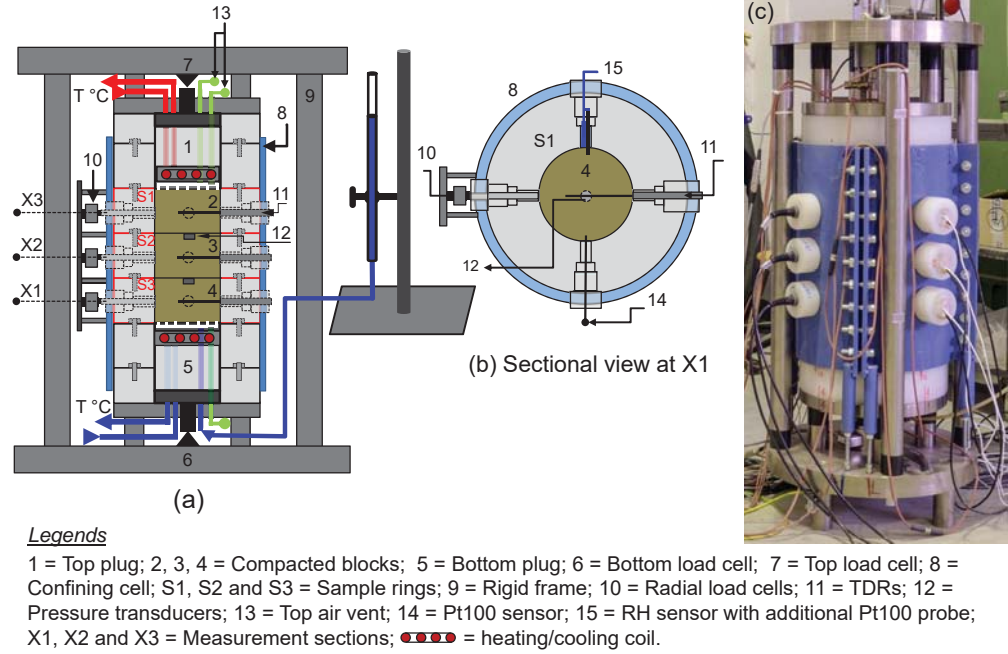 13
7
T °C
8
9
1
10
S1
2
11
X3
S2
12
X2
3
S3
X1
4
5
T °C
6
(a)
15
8
S1
4
10
11
12
14
(b) Sectional view at X1
(c)
Legends
1 = Top plug; 2, 3, 4 = Compacted blocks; 5 = Bottom plug; 6 = Bottom load cell; 7 = Top load cell; 8 =
Confining cell; S1, S2 and S3 = Sample rings; 9 = Rigid frame; 10 = Radial load cells; 11 = TDRs; 12 =
Pressure transducers; 13 = Top air vent; 14 = Pt100 sensor; 15 = RH sensor with additional Pt100 probe;
X1, X2 and X3 = Measurement sections; = heating/cooling coil.